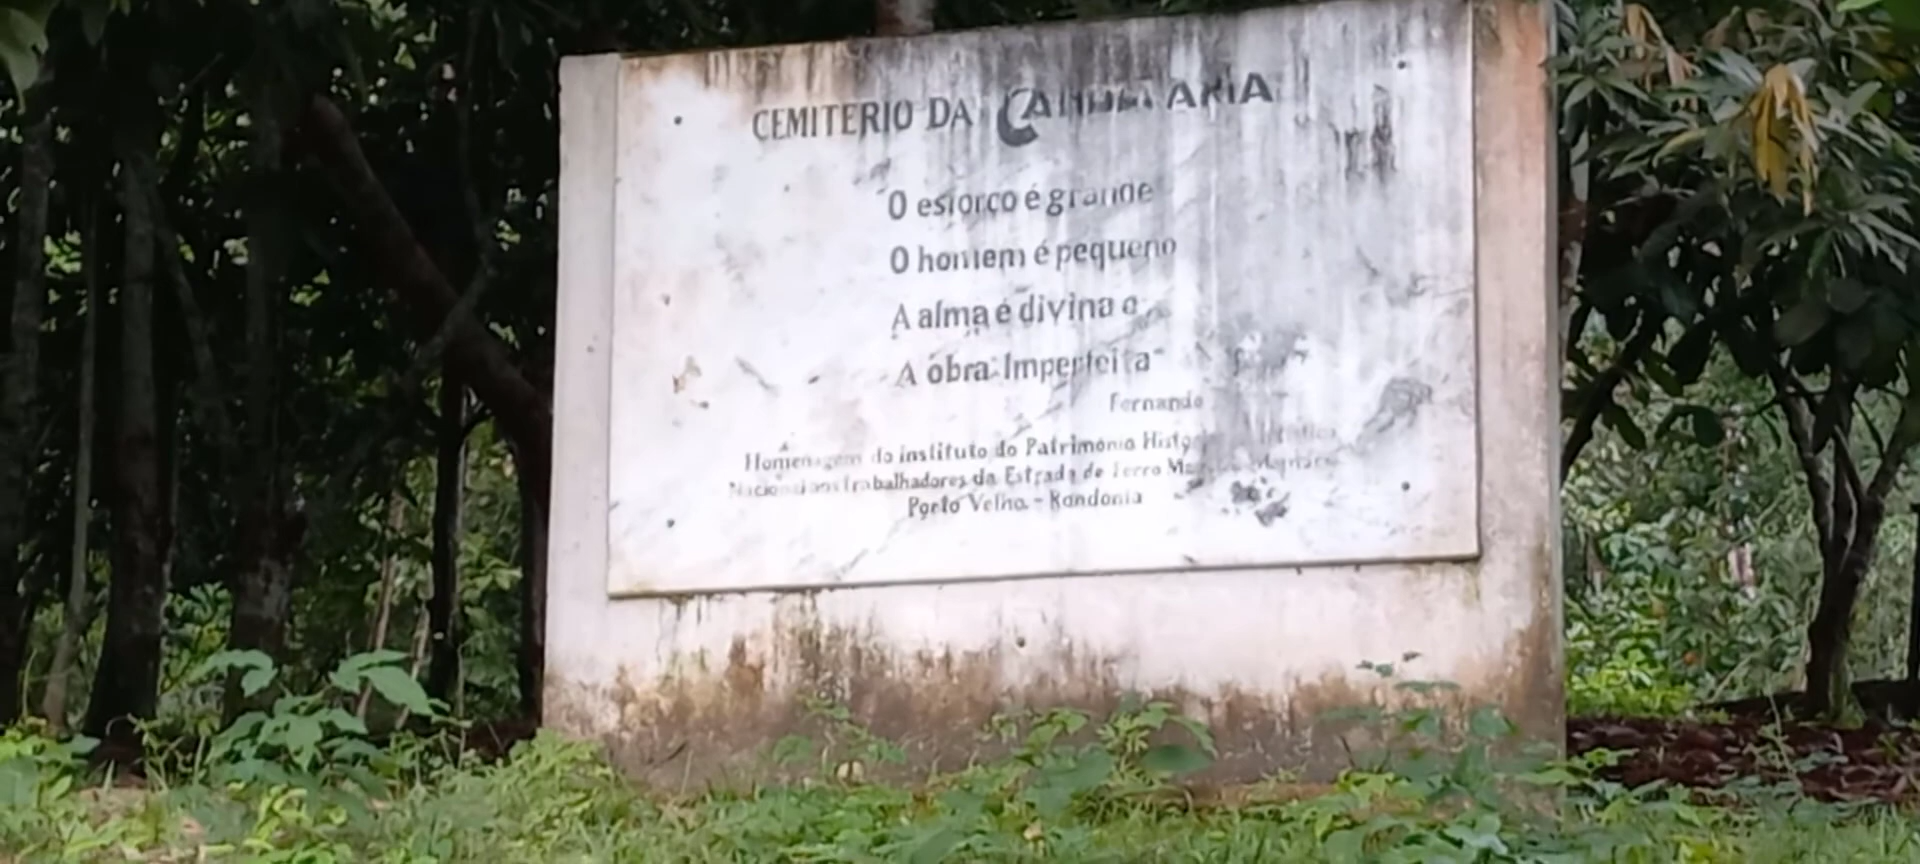 CEMITERIO DA CANDELARIA
"O esforço é grande
O homem é pequeno
A alma é divina e
A obra Imperfeita"
Fernando
Homenagem do instituto do Patrimonio
Nacional aos trabalhadores da Estrada de Ferro
Porto Velho - Rondonia